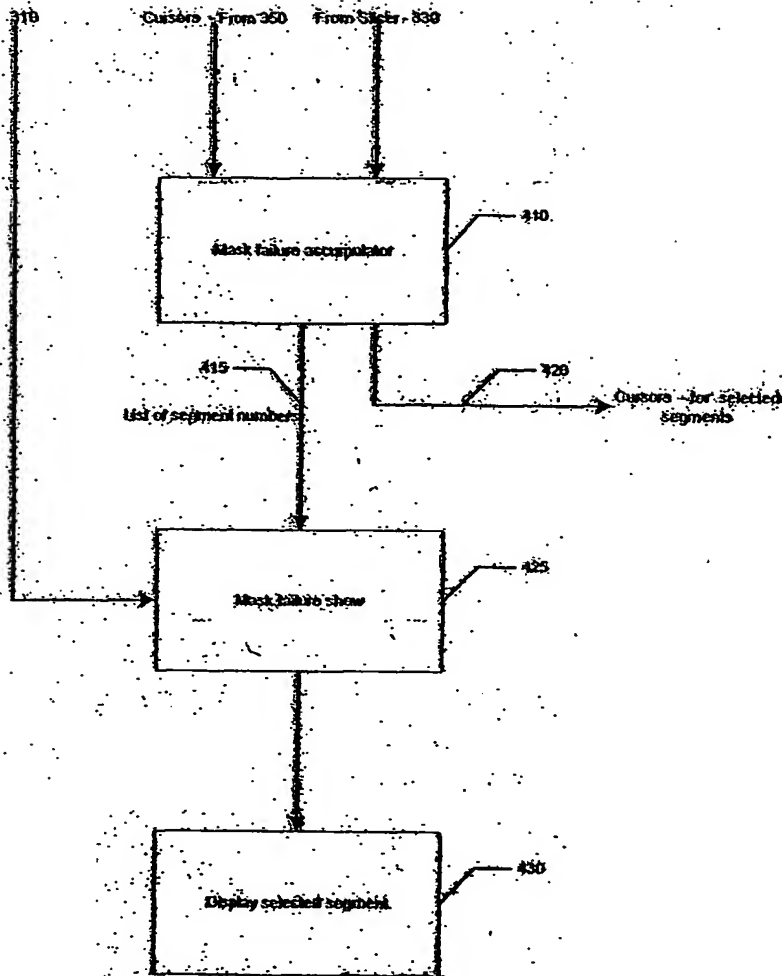 310
Cursors - From 350
From Slicer - 330
Mask failure accumulator
410
415
420
List of segment numbers
Cursors - for selected
segments
Mask failure show
425
Display selected segment
430